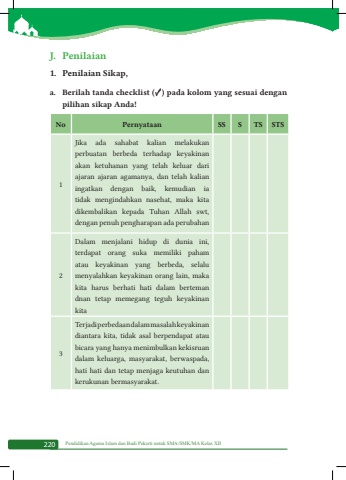 J. Penilaian
1. Penilaian Sikap,
a. Berilah tanda checklist (✓) pada kolom yang sesuai dengan
pilihan sikap Anda!
No Pernyataan SS S TS STS
Jika ada sahabat kalian melakukan
perbuatan berbeda terhadap keyakinan
akan ketuhanan yang telah keluar dari
ajaran ajaran agamanya, dan telah kalian
1
ingatkan dengan baik, kemudian ia
tidak mengindahkan nasehat, maka kita
dikembalikan kepada Tuhan Allah swt,
dengan penuh pengharapan ada perubahan
Dalam menjalani hidup di dunia ini,
terdapat orang suka memiliki paham
atau keyakinan yang berbeda, selalu
2 menyalahkan keyakinan orang lain, maka
kita harus berhati hati dalam berteman
dnan tetap memegang teguh keyakinan
kita
Terjadi perbedaan dalam masalah keyakinan
diantara kita, tidak asal berpendapat atau
3 bicara yang hanya menimbulkan kekisruan
dalam keluarga, masyarakat, berwaspada,
hati hati dan tetap menjaga keutuhan dan
kerukunan bermasyarakat.
220 Pendidikan Agama Islam dan Budi Pekerti untuk SMA/SMK/MA Kelas XII